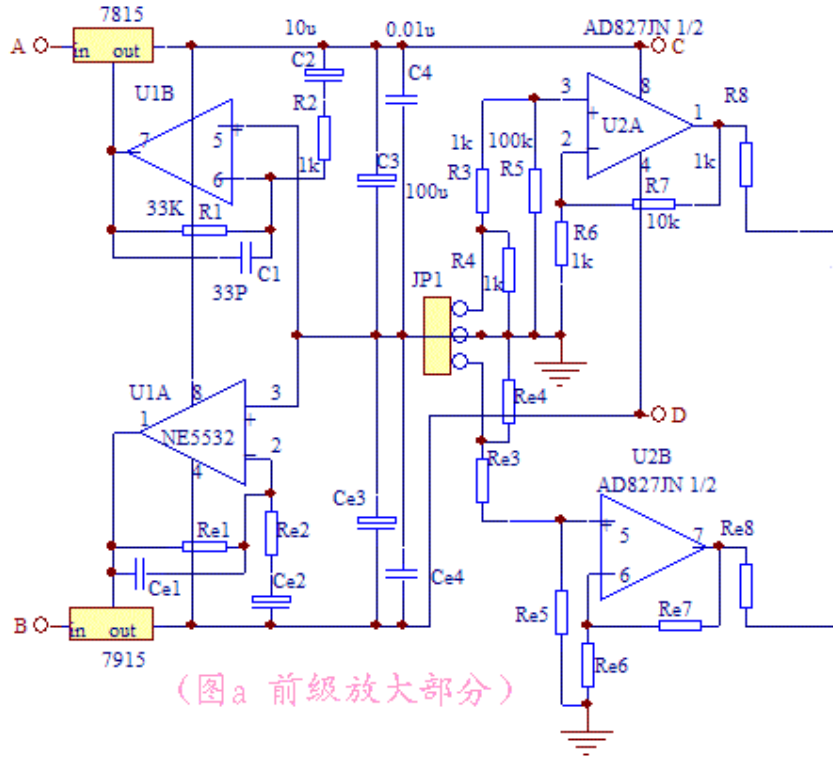 7815
10u
0.01u
AD827JN 1/2
A
in out
C
C2
C4
U1B
R2
3
8
1
R8
7
5
U2A
1k
100k
2
6
1k
C3
R3
R5
4
1k
33K
R1
100u
R7
10k
R6
C1
R4
1k
33P
JP1
1k
U1A
8
3
Re4
1
D
NE5532
2
Re3
U2B
4
AD827JN 1/2
Ce3
5
7
Re8
Re1
Re2
6
Ce1
Ce2
Ce4
Re5
Re7
B
in out
7915
Re6
（图a 前级放大部分）